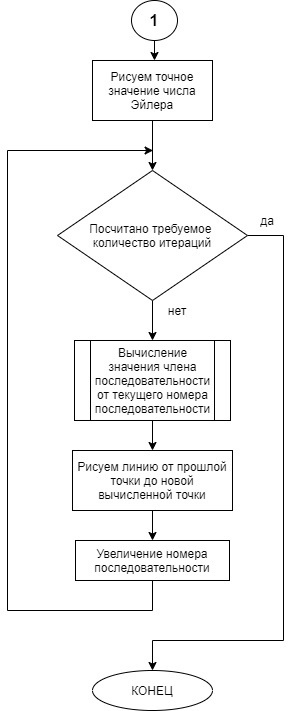 1
Рисуем точное
значение числа
Эйлера
Посчитано требуемое
количество итераций
да
нет
Вычисление
значения члена
последовательности
от текущего номера
последовательности
Рисуем линию от прошлой
точки до новой
вычисленной точки
Увеличение номера
последовательности
КОНЕЦ